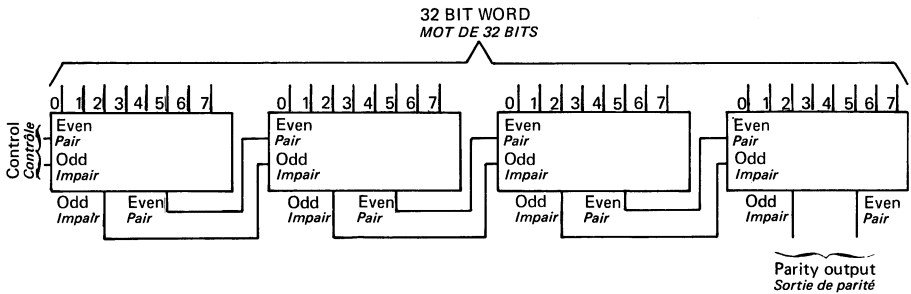 32 BIT WORD
MOT DE 32 BITS
0 1 2 3 4 5 6 7
0 1 2 3 4 5 6 7
0 1 2 3 4 5 6 7
0 1 2 3 4 5 6 7
Control
Contrôle
Even
Pair
Odd
Impair
Even
Pair
Odd
Impair
Even
Pair
Odd
Impair
Even
Pair
Odd
Impair
Odd
Impair
Even
Pair
Odd
Impair
Even
Pair
Odd
Impair
Even
Pair
Odd
Impair
Even
Pair
Parity output
Sortie de parité